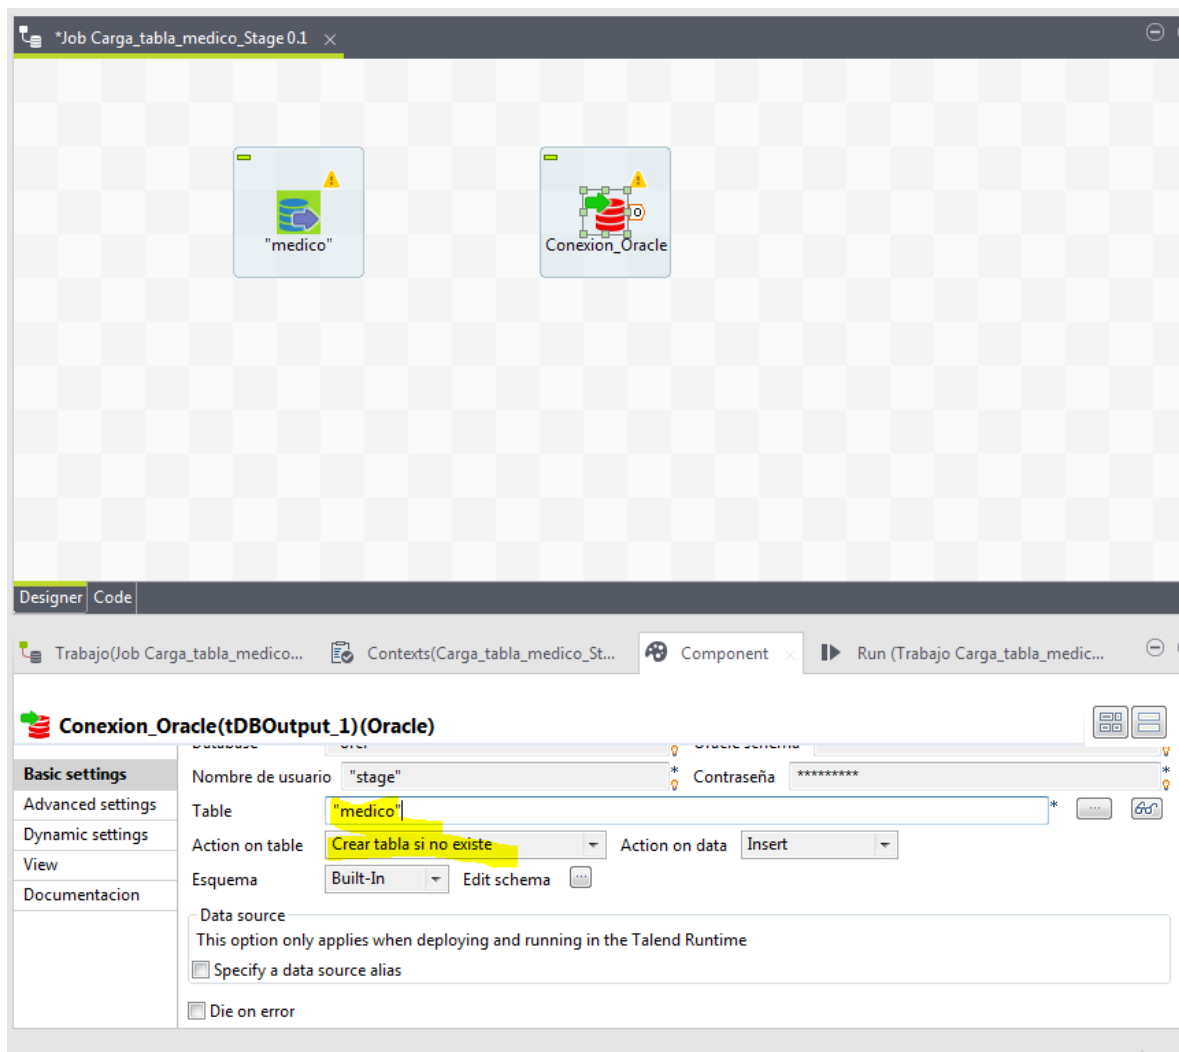 *Job Carga_tabla_medico_Stage 0.1
"medico"
Conexion_Oracle
Designer
Code
Trabajo(Job Carga_tabla_medico...
Contexts(Carga_tabla_medico_St...
Component
Run (Trabajo Carga_tabla_medic...
Conexion_Oracle(tDBOutput_1)(Oracle)
Basic settings
Advanced settings
Dynamic settings
View
Documentacion
Database
Oracle schema
Nombre de usuario "stage" * Contraseña ********* *
Table "medico" * ...
Action on table Crear tabla si no existe Action on data Insert
Esquema Built-In Edit schema ...
Data source
This option only applies when deploying and running in the Talend Runtime
Specify a data source alias
Die on error